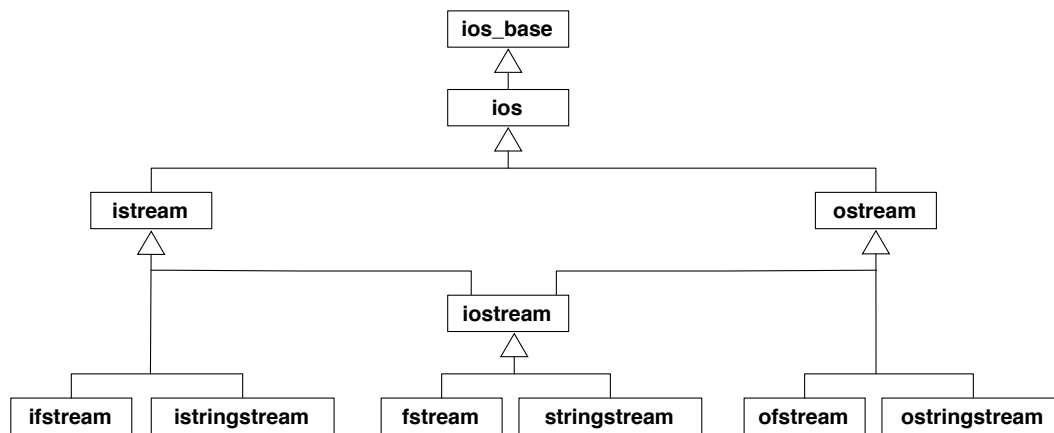 ios_base
ios
istream
ostream
iostream
ifstream
istringstream
fstream
stringstream
ofstream
ostringstream